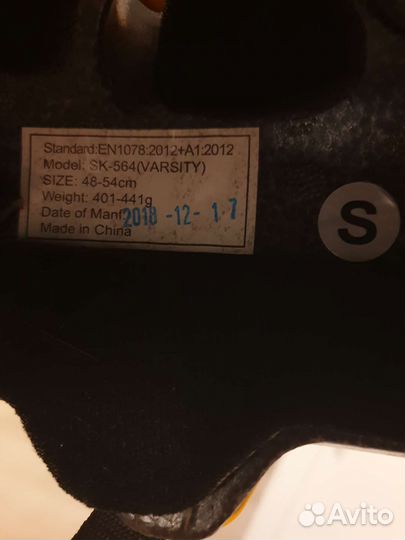 Standard:EN1078:2012+A1:2012
Model: SK-564(VARSITY)
SIZE: 48-54cm
Weight: 401-441g
Date of Manf: 2018-12-17
Made in China
S
Avito